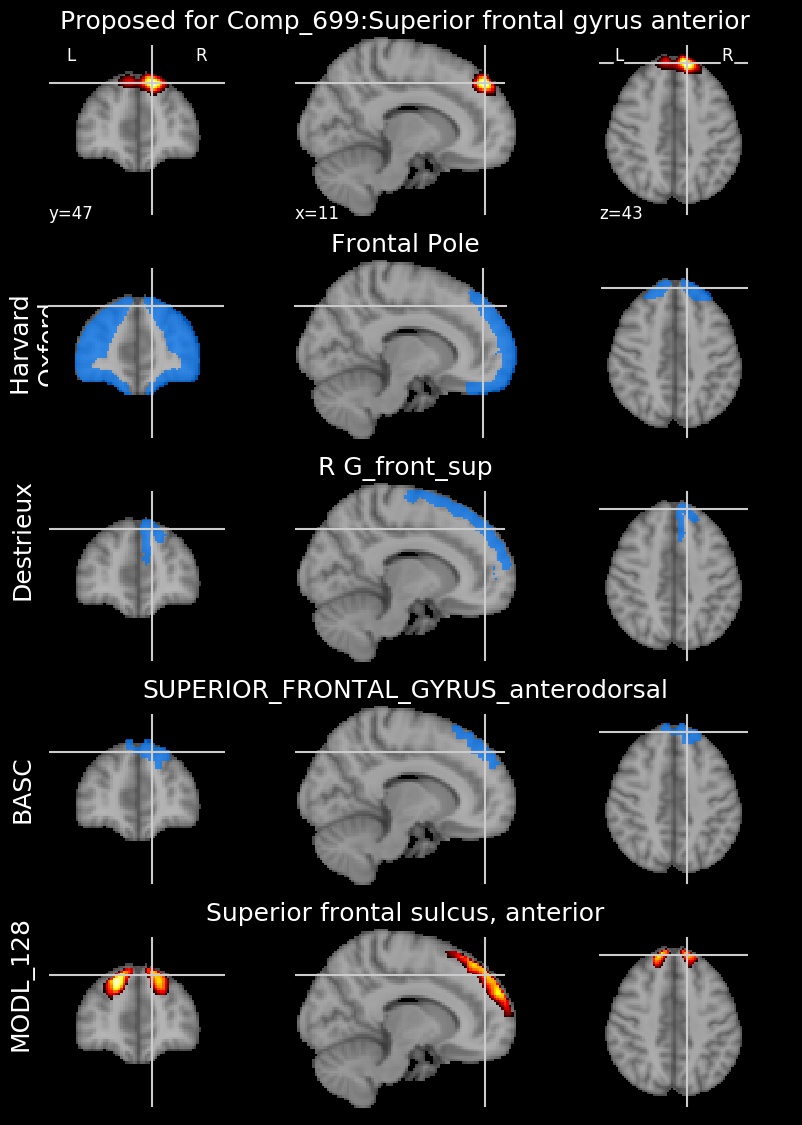 Proposed for Comp_699:Superior frontal gyrus anterior
L R L R
y=47 x=11 z=43
Frontal Pole
Harvard
Oxford
R G_front_sup
Destrieux
SUPERIOR_FRONTAL_GYRUS_anterodorsal
BASC
Superior frontal sulcus, anterior
MODL_128